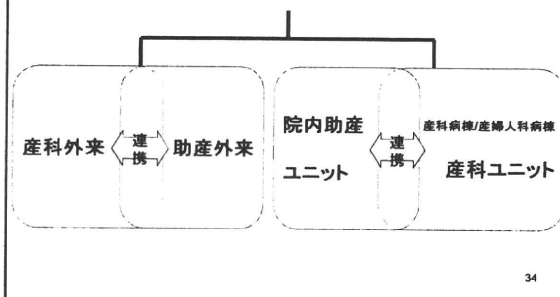 産科外来
連携
助産外来
院内助産
ユニット
連携
産科病棟/産婦人科病棟
産科ユニット
34